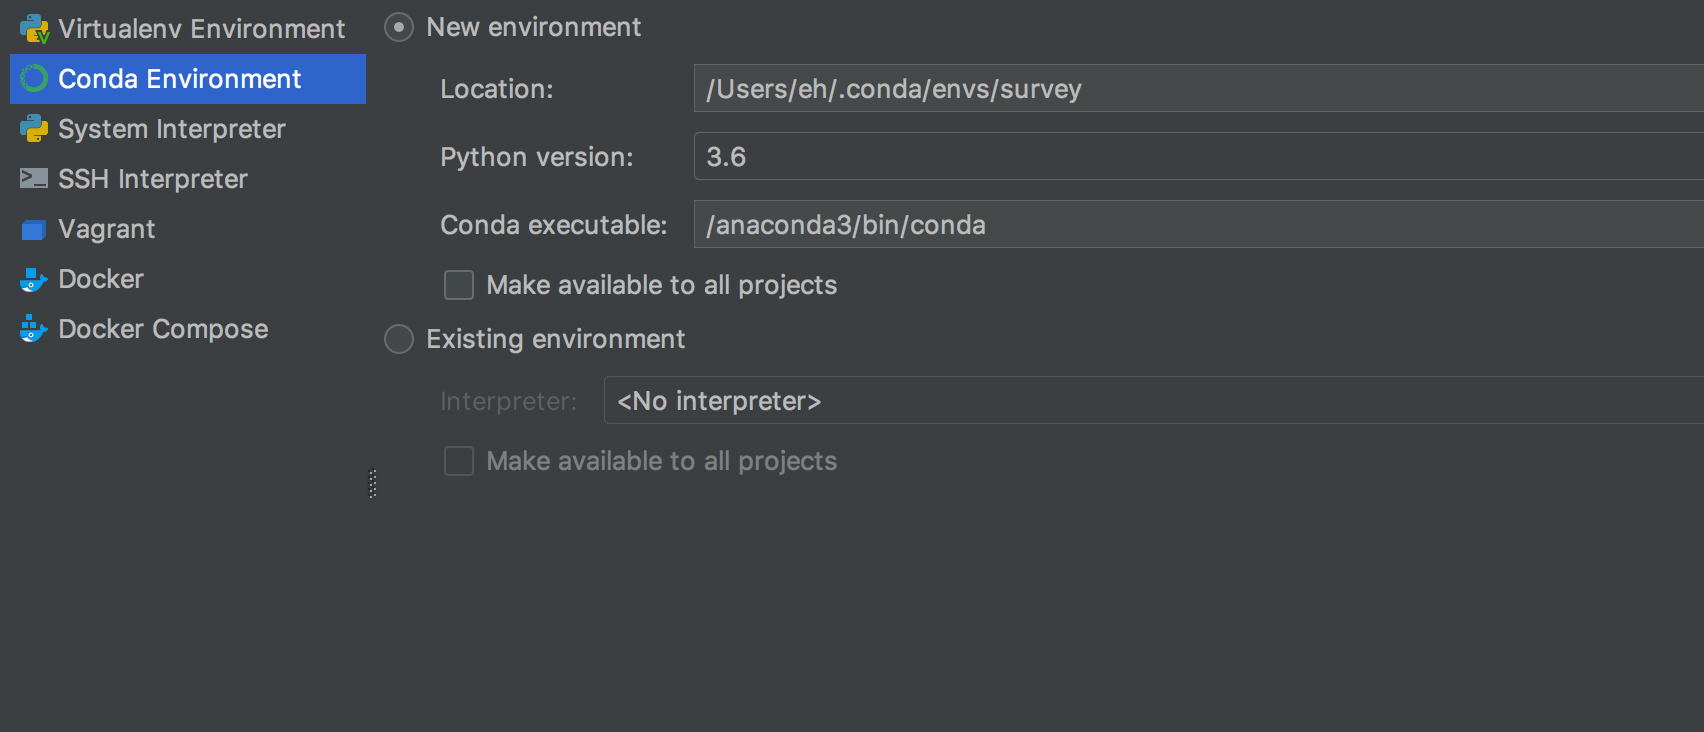 Virtualenv Environment
Conda Environment
System Interpreter
SSH Interpreter
Vagrant
Docker
Docker Compose
New environment
Location: /Users/eh/.conda/envs/survey
Python version: 3.6
Conda executable: /anaconda3/bin/conda
Make available to all projects
Existing environment
Interpreter: <No interpreter>
Make available to all projects